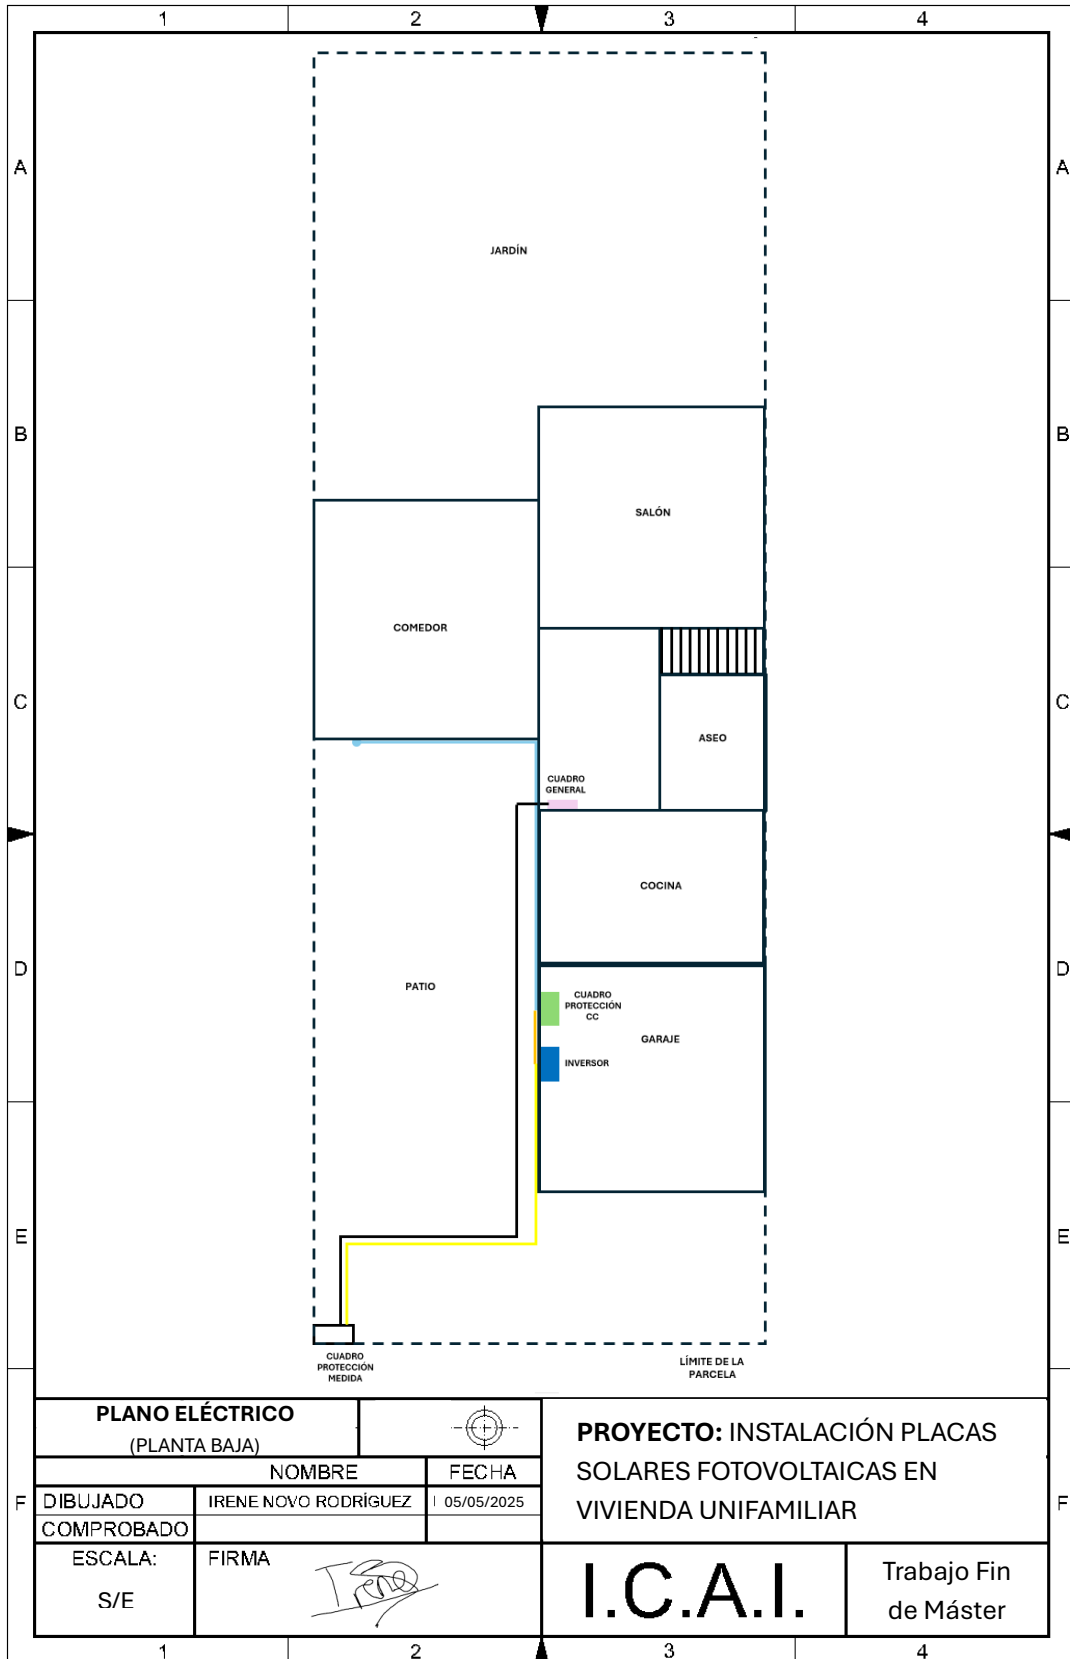 1 2 3 4
A A
JARDÍN
B B
SALÓN
COMEDOR
C C
ASEO
CUADRO
GENERAL
COCINA
D D
PATIO
CUADRO
PROTECCIÓN
CC
GARAJE
INVERSOR
E E
CUADRO
PROTECCIÓN
MEDIDA
LÍMITE DE LA
PARCELA
PLANO ELÉCTRICO
(PLANTA BAJA)
PROYECTO: INSTALACIÓN PLACAS
SOLARES FOTOVOLTAICAS EN
VIVIENDA UNIFAMILIAR
NOMBRE FECHA
F F
DIBUJADO IRENE NOVO RODRÍGUEZ 05/05/2025
COMPROBADO
ESCALA: FIRMA
S/E
Irene
I.C.A.I.
Trabajo Fin
de Máster
1 2 3 4